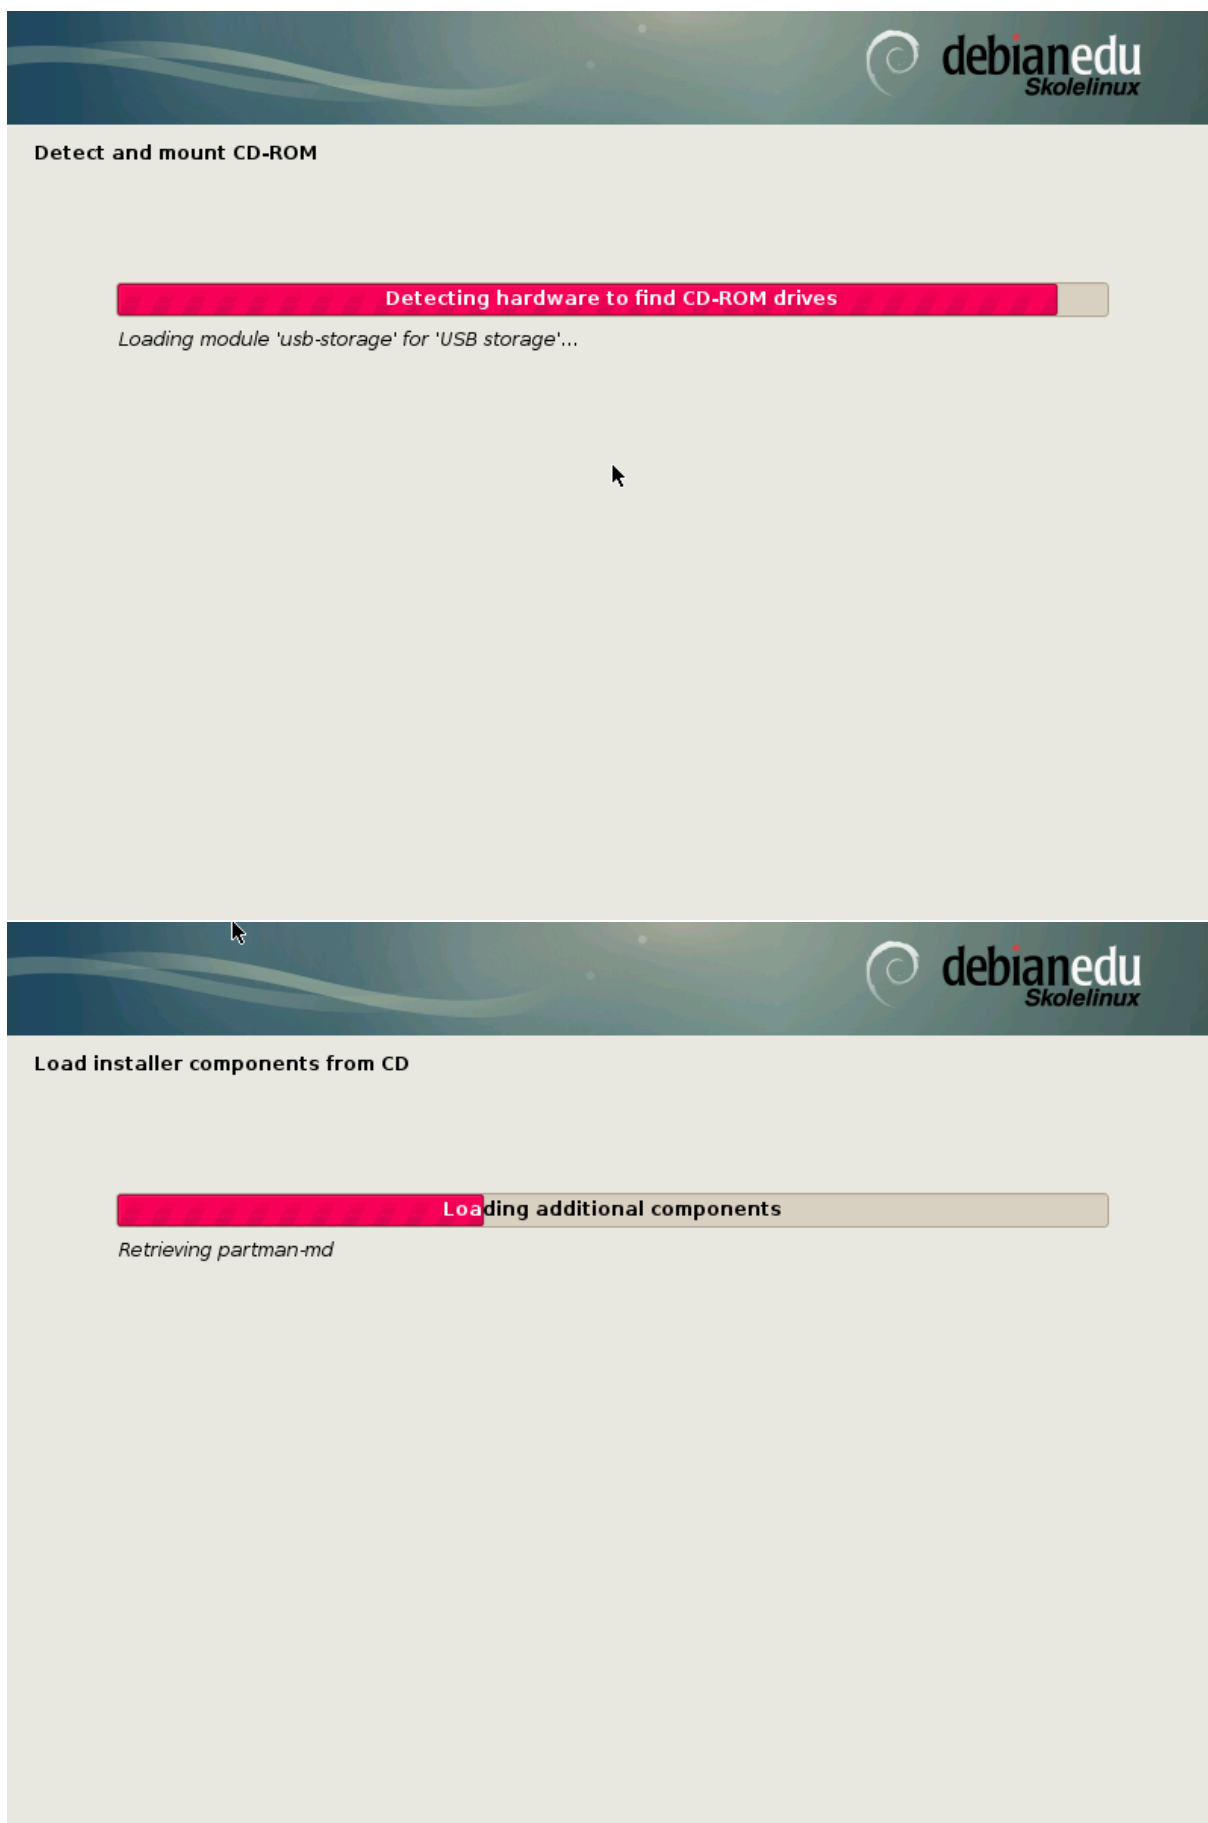 debianedu
Skolelinux
Detect and mount CD-ROM
Detecting hardware to find CD-ROM drives
Loading module 'usb-storage' for 'USB storage'...
debianedu
Skolelinux
Load installer components from CD
Loading additional components
Retrieving partman-md